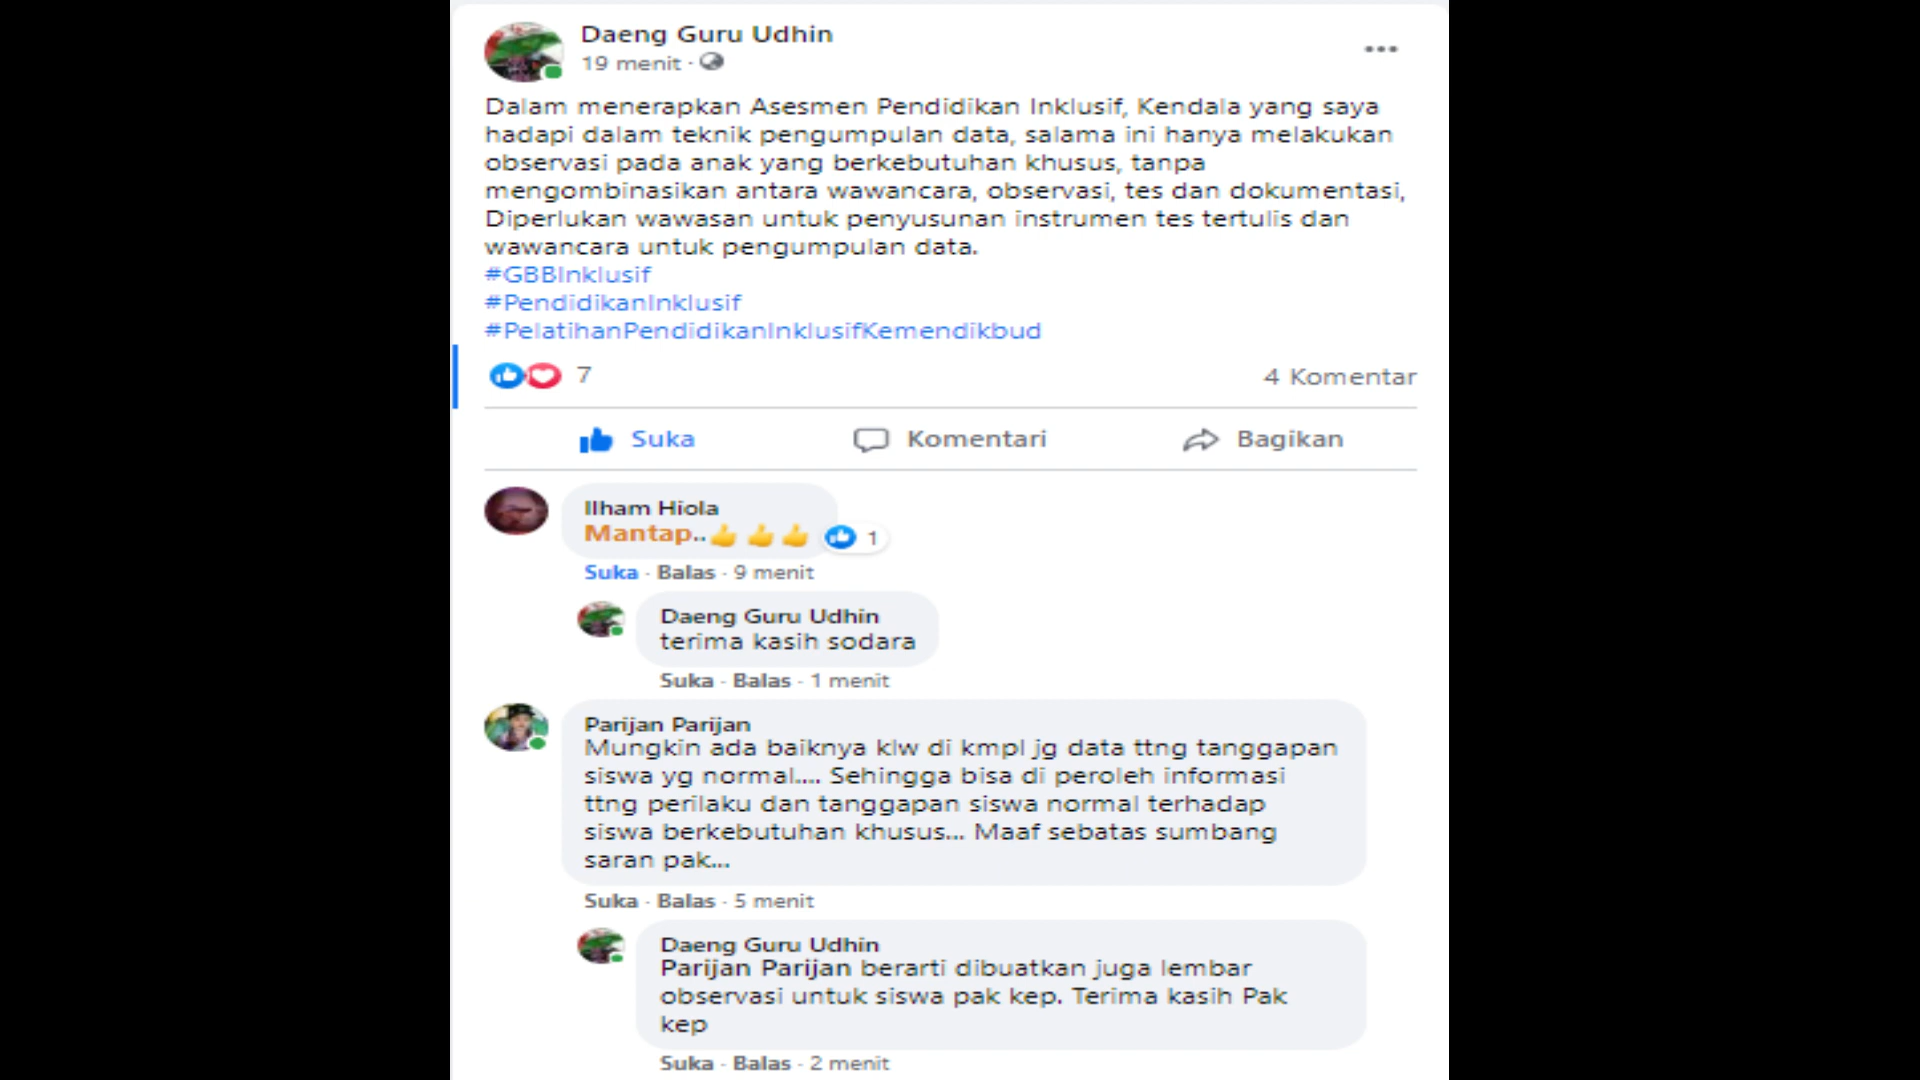 Daeng Guru Udhin
19 menit ·
Dalam menerapkan Asesmen Pendidikan Inklusif, Kendala yang saya
hadapi dalam teknik pengumpulan data, salama ini hanya melakukan
observasi pada anak yang berkebutuhan khusus, tanpa
mengombinasikan antara wawancara, observasi, tes dan dokumentasi,
Diperlukan wawasan untuk penyusunan instrumen tes tertulis dan
wawancara untuk pengumpulan data.
#GBBInklusif
#PendidikanInklusif
#PelatihanPendidikanInklusifKemendikbud
7 4 Komentar
Suka Komentari Bagikan
Ilham Hiola
Mantap..👍👍👍 1
Suka · Balas · 9 menit
Daeng Guru Udhin
terima kasih sodara
Suka · Balas · 1 menit
Parijan Parijan
Mungkin ada baiknya klw di kmpl jg data ttng tanggapan
siswa yg normal.... Sehingga bisa di peroleh informasi
ttng perilaku dan tanggapan siswa normal terhadap
siswa berkebutuhan khusus... Maaf sebatas sumbang
saran pak...
Suka · Balas · 5 menit
Daeng Guru Udhin
Parijan Parijan berarti dibuatkan juga lembar
observasi untuk siswa pak kep. Terima kasih Pak
kep
Suka · Balas · 2 menit